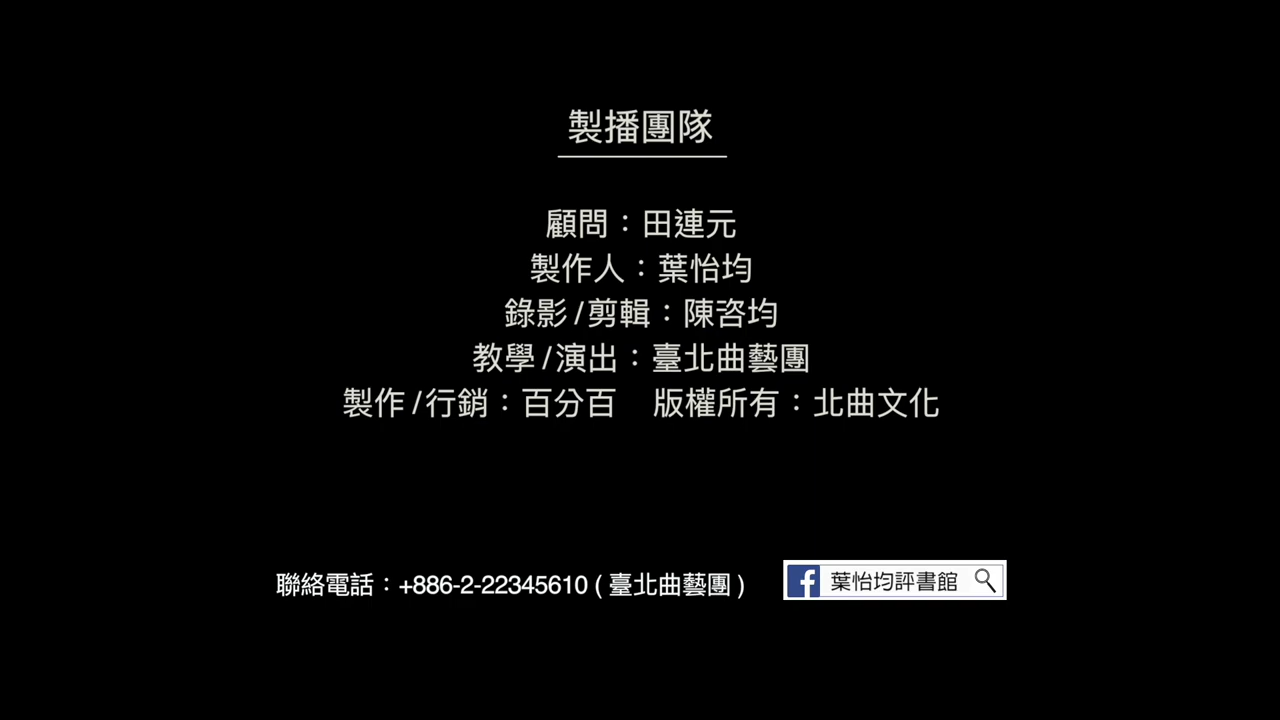 製播團隊
顧問：田連元
製作人：葉怡均
錄影/剪輯：陳咨均
教學/演出：臺北曲藝團
製作/行銷：百分百　版權所有：北曲文化
聯絡電話：+886-2-22345610 ( 臺北曲藝團 )　f 葉怡均評書館